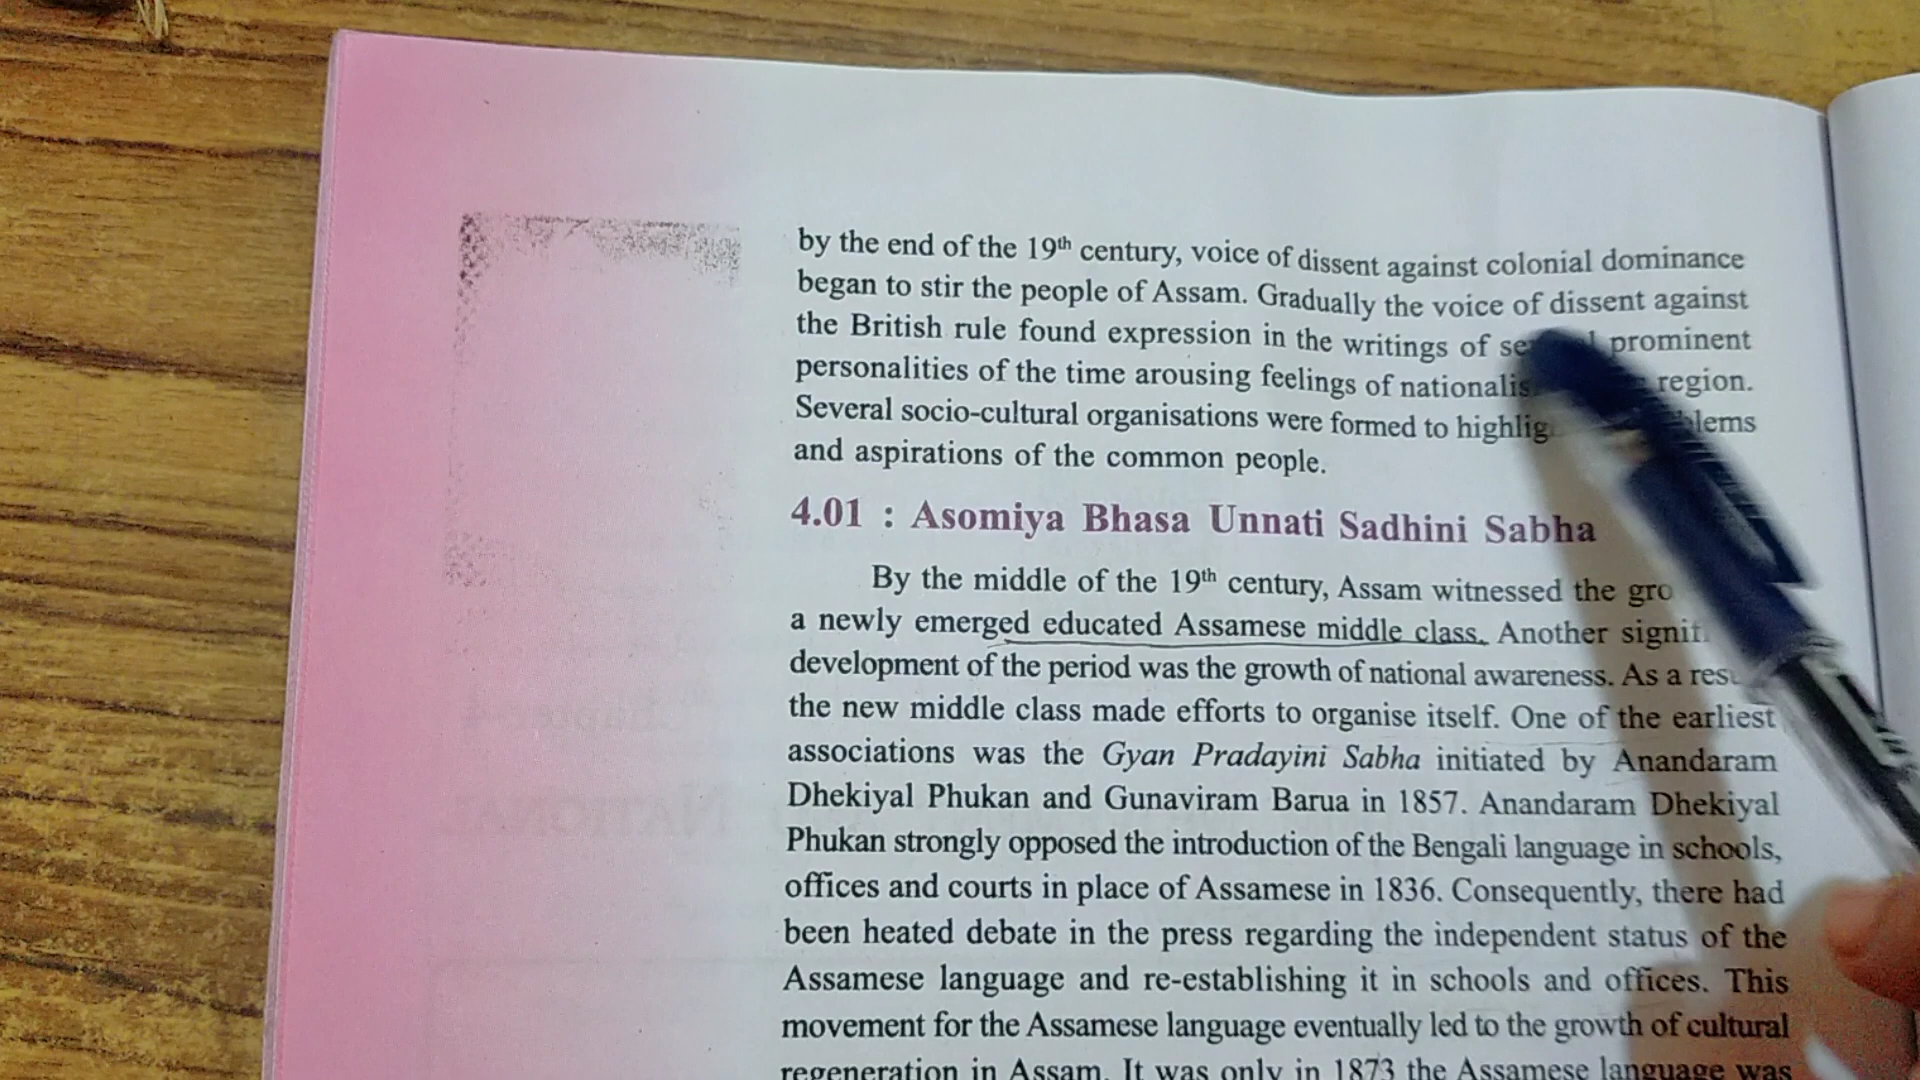 by the end of the 19th century, voice of dissent against colonial dominance
began to stir the people of Assam. Gradually the voice of dissent against
the British rule found expression in the writings of prominent
personalities of the time arousing feelings of region.
Several socio-cultural organisations were formed to
and aspirations of the common people.
4.01 : Asomiya Bhasa Unnati Sadhini Sabha
By the middle of the 19th century, Assam witnessed the
a newly emerged educated Assamese middle class. Another
development of the period was the growth of national awareness. As a
the new middle class made efforts to organise itself. One of the earliest
associations was the Gyan Pradayini Sabha initiated by Anandaram
Dhekiyal Phukan and Gunaviram Barua in 1857. Anandaram Dhekiyal
Phukan strongly opposed the introduction of the Bengali language in schools,
offices and courts in place of Assamese in 1836. Consequently, there had
been heated debate in the press regarding the independent status of the
Assamese language and re-establishing it in schools and offices. This
movement for the Assamese language eventually led to the growth of cultural
regeneration in Assam. It was only in 1873 the Assamese language was